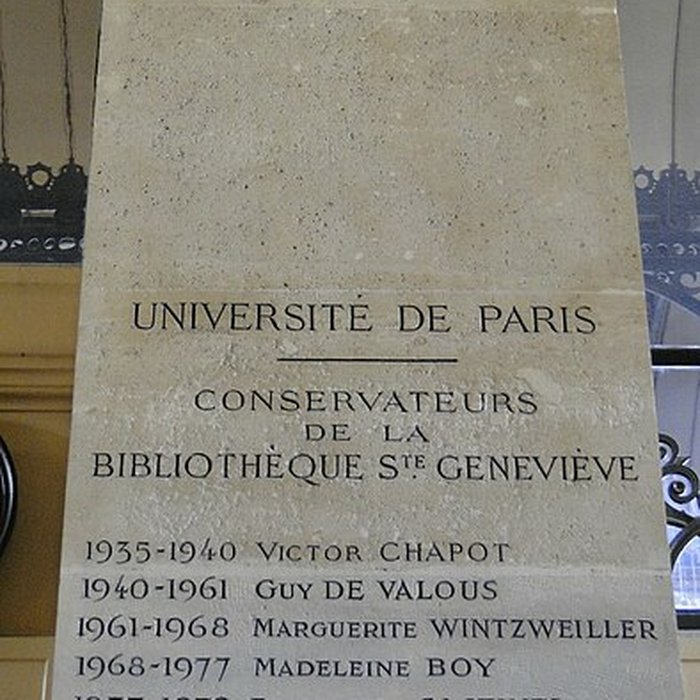 UNIVERSITÉ DE PARIS
CONSERVATEURS
DE LA
BIBLIOTHÈQUE STE. GENEVIÈVE
1935-1940 VICTOR CHAPOT
1940-1961 GUY DE VALOUS
1961-1968 MARGUERITE WINTZWEILLER
1968-1977 MADELEINE BOY